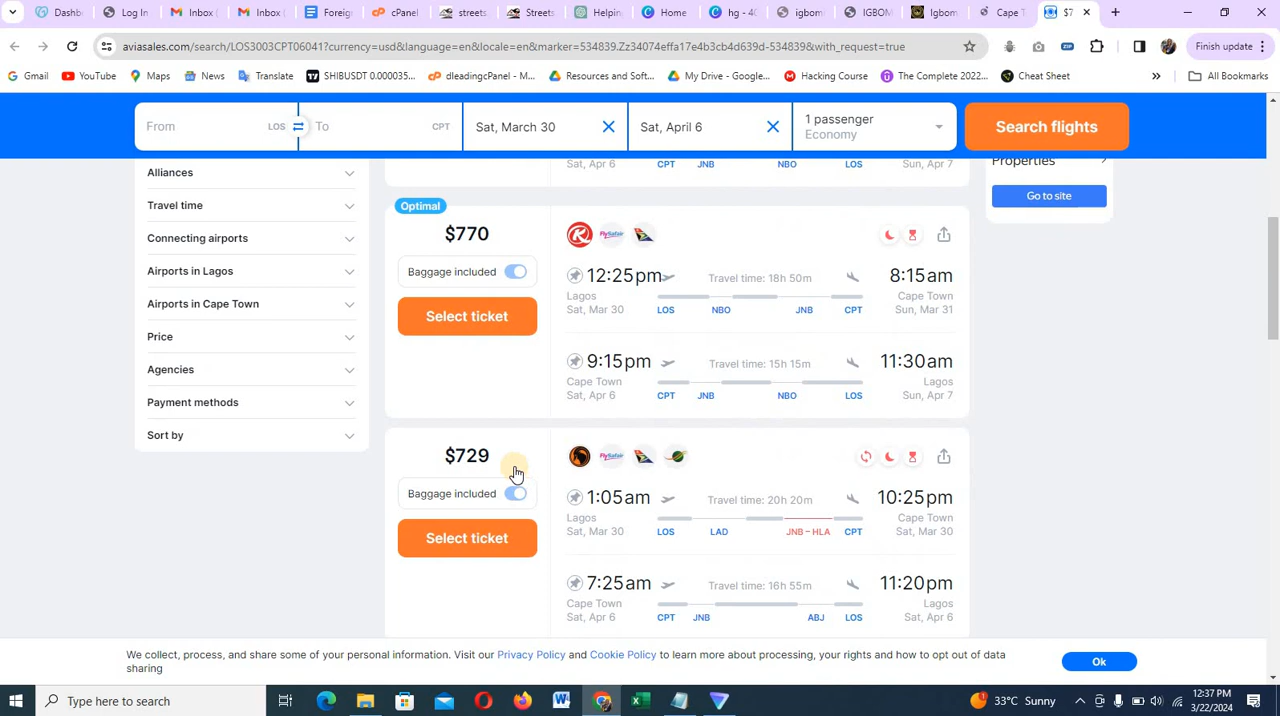 Dashb
Log In
Inbox (
Inbox (
Foreig
cPanel
streets
Streets
Helpin
Home
ng - 40
igbom
IGBOM
Igbom
Cape T
$7
aviasales.com/search/LOS3003CPT06041?currency=usd&language=en&locale=en&marker=534839.Zz34074effa17e4b3cb4d639d-534839&with_request=true
Finish update
Gmail
YouTube
Maps
News
Translate
SHIBUSDT 0.000035...
dleadingcPanel – M...
Resources and Soft...
My Drive - Google...
Hacking Course
The Complete 2022...
Cheat Sheet
»
All Bookmarks
From LOS
To CPT
Sat, March 30
Sat, April 6
1 passenger
Economy
Search flights
Sat, Apr 6 CPT JNB NBO LOS Sun, Apr 7
Properties
Go to site
Alliances
Travel time
Connecting airports
Airports in Lagos
Airports in Cape Town
Price
Agencies
Payment methods
Sort by
Optimal
$770
Baggage included
Select ticket
FlySafair
12:25pm Travel time: 18h 50m 8:15am
Lagos Cape Town
Sat, Mar 30 LOS NBO JNB CPT Sun, Mar 31
9:15pm Travel time: 15h 15m 11:30am
Cape Town Lagos
Sat, Apr 6 CPT JNB NBO LOS Sun, Apr 7
$729
Baggage included
Select ticket
FlySafair
1:05am Travel time: 20h 20m 10:25pm
Lagos Cape Town
Sat, Mar 30 LOS LAD JNB – HLA CPT Sat, Mar 30
7:25am Travel time: 16h 55m 11:20pm
Cape Town Lagos
Sat, Apr 6 CPT JNB ABJ LOS Sat, Apr 6
We collect, process, and share some of your personal information. Visit our Privacy Policy and Cookie Policy to learn more about processing, your rights and how to opt out of data
sharing
Ok
Type here to search
33°C Sunny
12:37 PM
3/22/2024